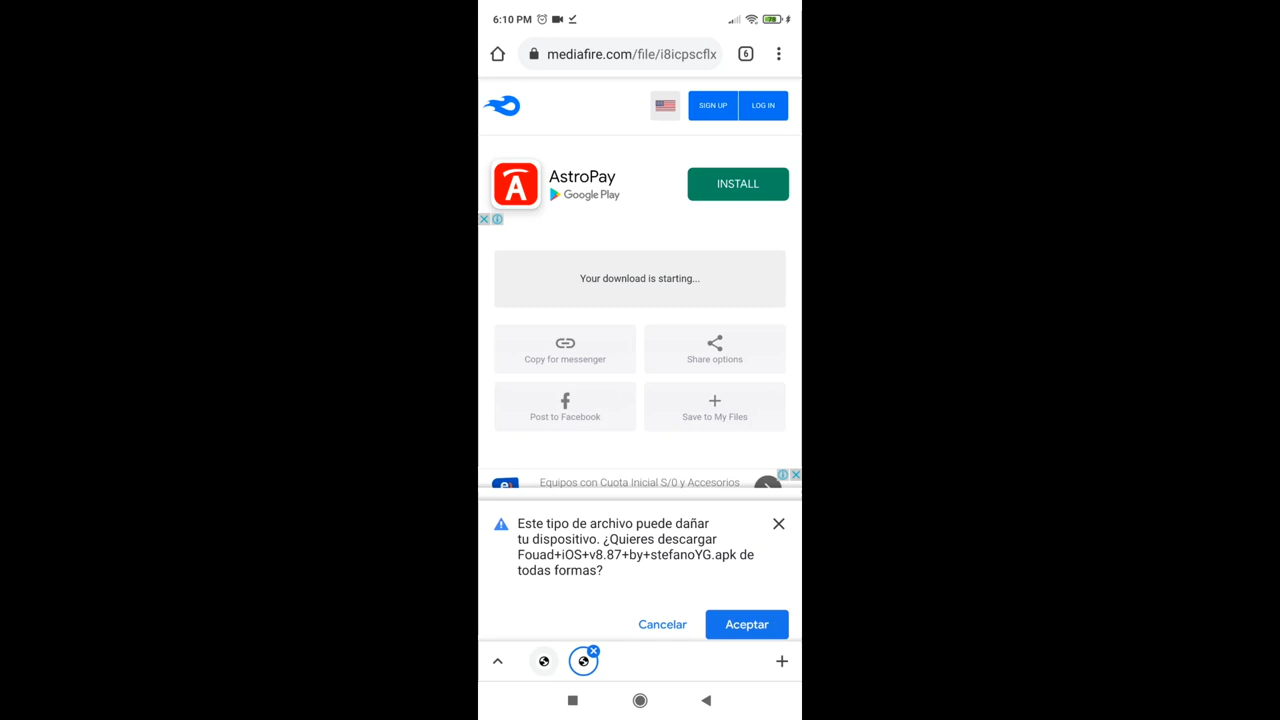 6:10 PM
78
mediafire.com/file/i8icpscflx
6
SIGN UP
LOG IN
AstroPay
Google Play
INSTALL
Your download is starting...
Copy for messenger
Share options
Post to Facebook
Save to My Files
Equipos con Cuota Inicial S/0 y Accesorios
Este tipo de archivo puede dañar
tu dispositivo. ¿Quieres descargar
Fouad+iOS+v8.87+by+stefanoYG.apk de
todas formas?
Cancelar
Aceptar